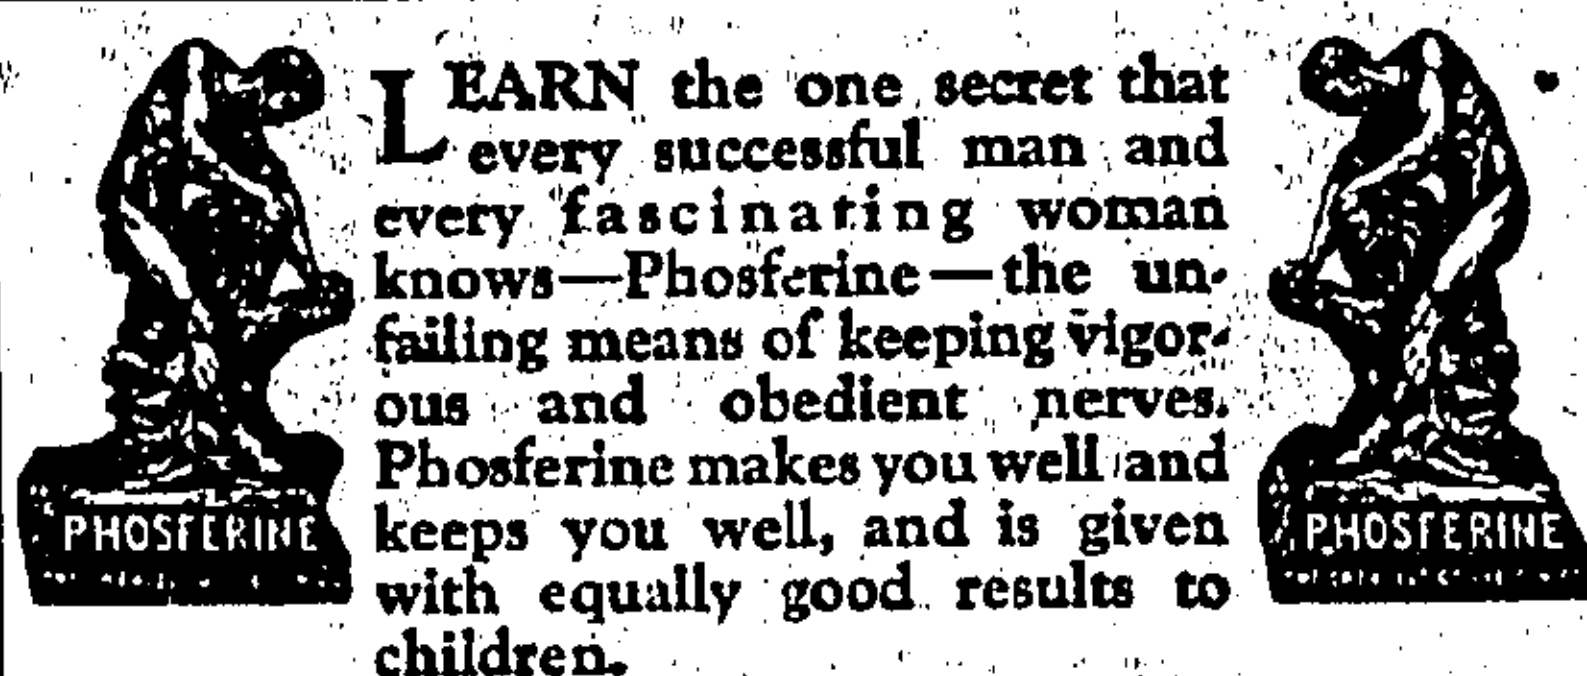 LEARN the one secret that
every successful man and
every fascinating woman
knows—Phosferine—the un-
failing means of keeping vigor-
ous and obedient nerves.
Phosferine makes you well and
keeps you well, and is given
with equally good results to
children.
PHOSFERINE
PHOSFERINE